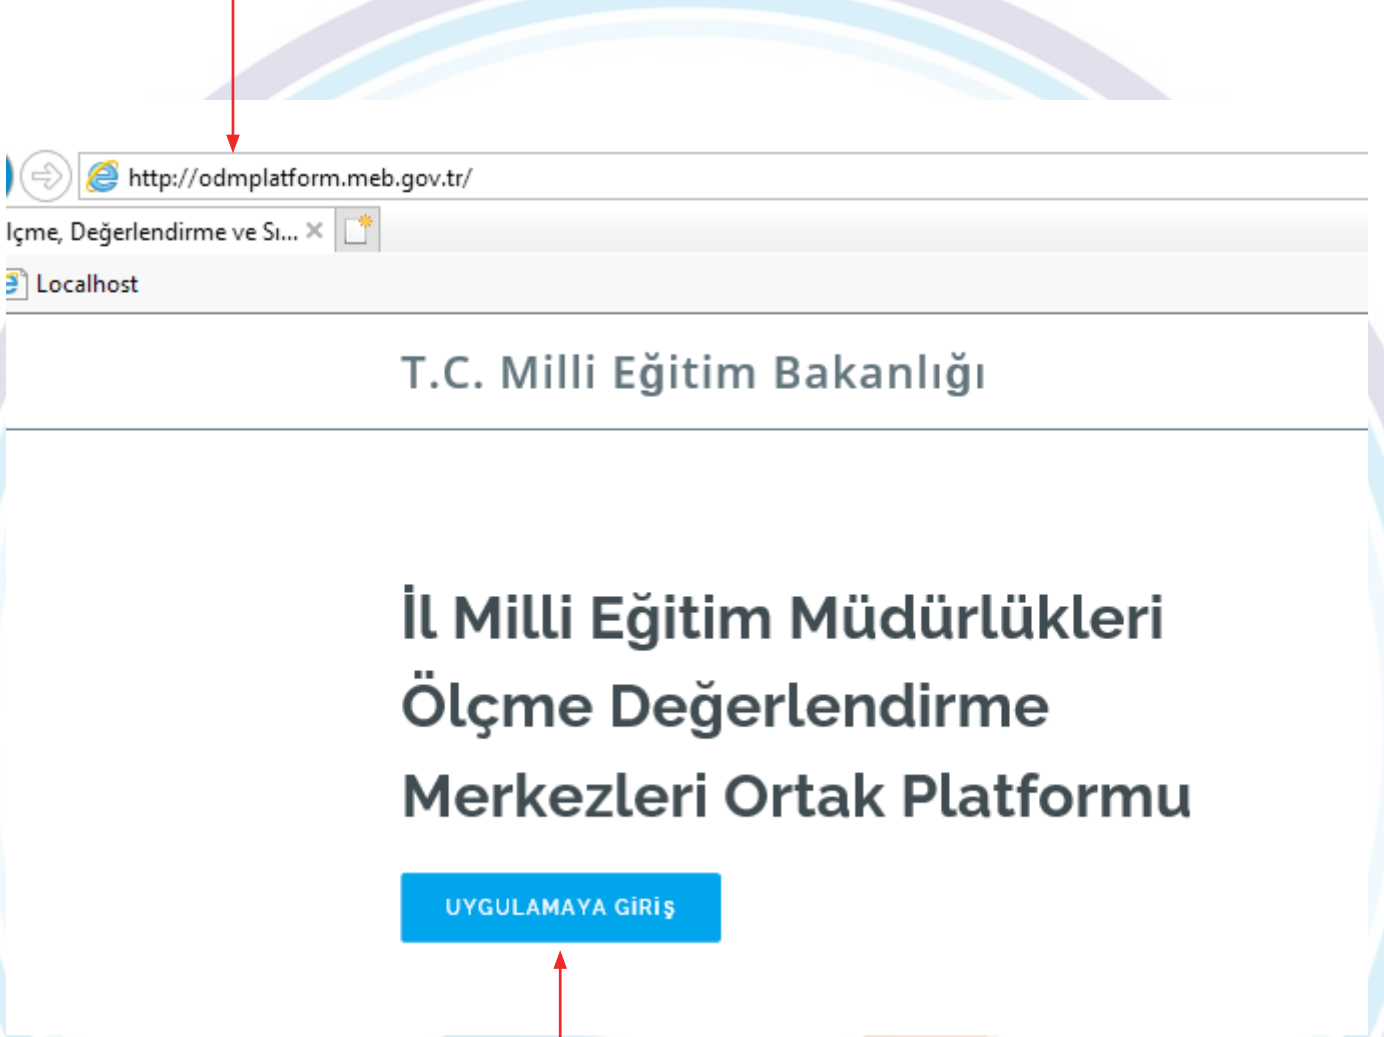 http://odmplatform.meb.gov.tr/
lçme, Değerlendirme ve Sı...
Localhost
T.C. Milli Eğitim Bakanlığı
İl Milli Eğitim Müdürlükleri
Ölçme Değerlendirme
Merkezleri Ortak Platformu
UYGULAMAYA GİRİŞ